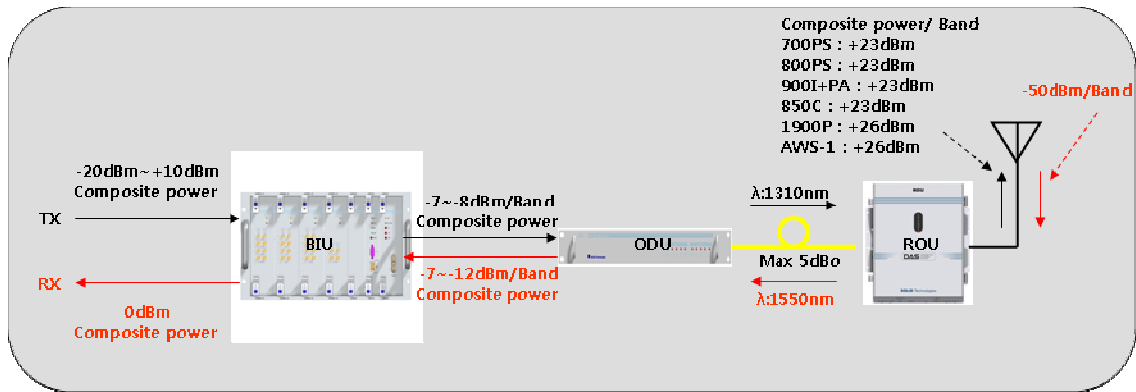 Composite power/ Band
700PS : +23dBm
800PS : +23dBm
900I+PA : +23dBm
850C : +23dBm
1900P : +26dBm
AWS-1 : +26dBm
-50dBm/Band
-20dBm~+10dBm
Composite power
TX
BIU
-7~-8dBm/Band
Composite power
ODU
λ:1310nm
Max 5dBo
λ:1550nm
ROU
DAS
RX
0dBm
Composite power
-7~-12dBm/Band
Composite power